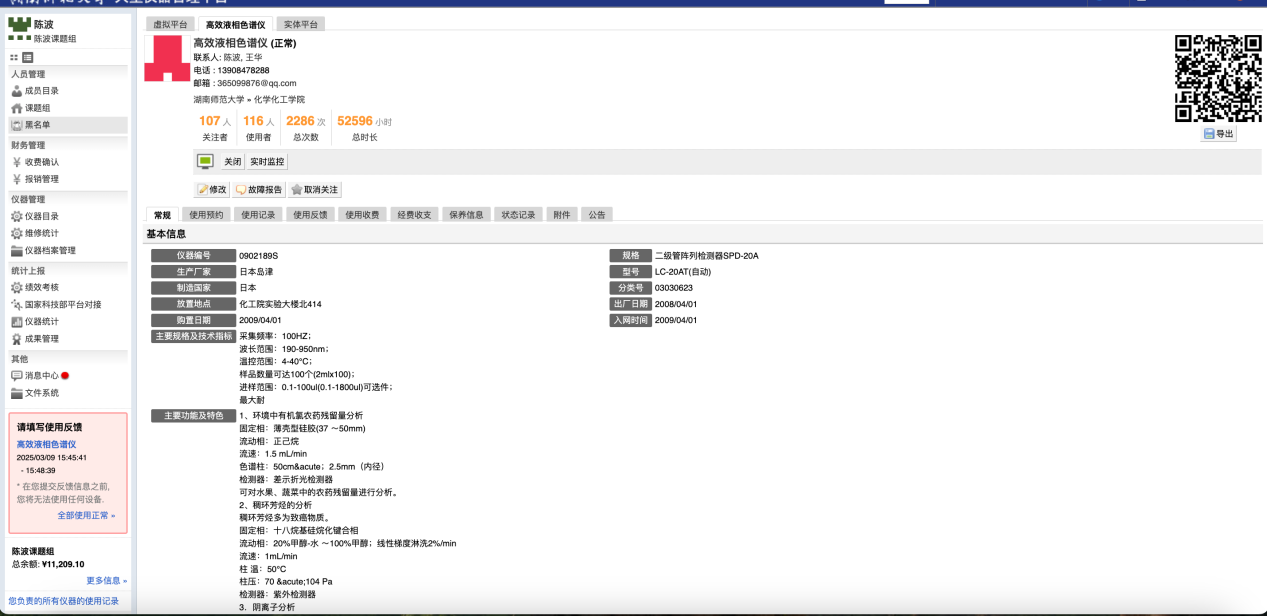 陈波
陈波课题组
人员管理
成员目录
课题组
黑名单
财务管理
收费确认
报销管理
仪器管理
仪器目录
维修统计
仪器档案管理
统计上报
绩效考核
国家科技部平台对接
仪器统计
成果管理
其他
消息中心
文件系统
请填写使用反馈
高效液相色谱仪
2025/03/09 15:45:41
- 15:48:39
* 在您提交反馈信息之前,
您将无法使用任何设备.
全部使用正常 »
陈波课题组
总余额: ¥11,209.10
更多信息 »
您负责的所有仪器的使用记录
虚拟平台 高效液相色谱仪 实体平台
高效液相色谱仪 (正常)
联系人: 陈波, 王华
电话 : 13908478288
邮箱 : 365099876@qq.com
湖南师范大学 » 化学化工学院
107 人 116 人 2286 次 52596 小时
关注者 使用者 总次数 总时长
导出
关闭 实时监控
修改 故障报告 取消关注
常规 使用预约 使用记录 使用反馈 使用收费 经费收支 保养信息 状态记录 附件 公告
基本信息
仪器编号 0902189S 规格 二级管阵列检测器SPD-20A
生产厂家 日本岛津 型号 LC-20AT(自动)
制造国家 日本 分类号 03030623
放置地点 化工院实验大楼北414 出厂日期 2008/04/01
购置日期 2009/04/01 入网时间 2009/04/01
主要规格及技术指标 采集频率：100HZ；
波长范围：190-950nm；
温控范围：4-40°C；
样品数量可达100个(2mlx100)；
进样范围：0.1-100ul(0.1-1800ul)可选件；
最大耐
主要功能及特色 1、环境中有机氯农药残留量分析
固定相：薄壳型硅胶(37 ～50mm)
流动相：正己烷
流速：1.5 mL/min
色谱柱：50cm&acute；2.5mm（内径）
检测器：差示折光检测器
可对水果、蔬菜中的农药残留量进行分析。
2、稠环芳烃的分析
稠环芳烃多为致癌物质。
固定相：十八烷基硅烷化键合相
流动相：20%甲醇-水 ～100%甲醇；线性梯度淋洗2%/min
流速：1mL/min
柱 温：50°C
柱压：70 &acute;104 Pa
检测器：紫外检测器
3、阴离子分析